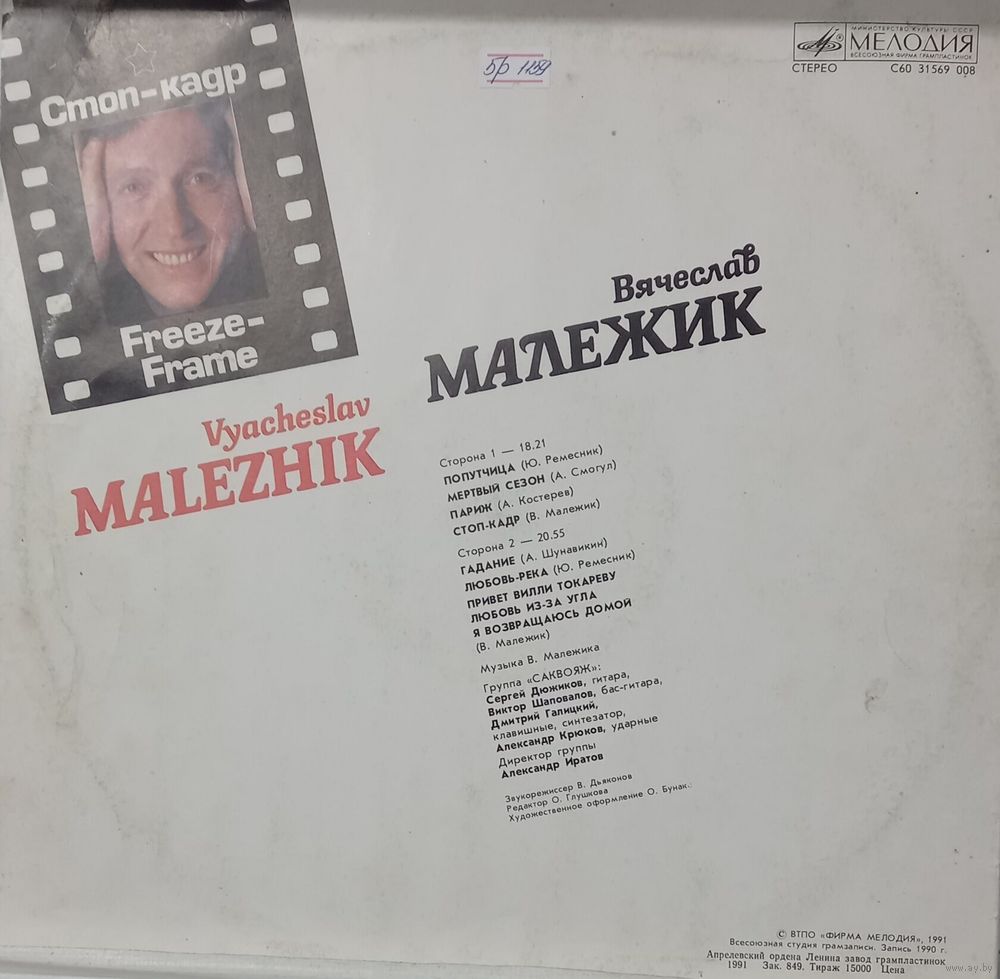 Стоп-кадр
Freeze-
Frame
Vyacheslav
MALEZHIK
5р 1259
МИНИСТЕРСТВО КУЛЬТУРЫ СССР
МЕЛОДИЯ
ВСЕСОЮЗНАЯ ФИРМА ГРАМПЛАСТИНОК
СТЕРЕО С60 31569 008
Вячеслав
МАЛЕЖИК
Сторона 1 — 18.21
ПОПУТЧИЦА (Ю. Ремесник)
МЕРТВЫЙ СЕЗОН (А. Смогул)
ПАРИЖ (А. Костерев)
СТОП-КАДР (В. Малежик)
Сторона 2 — 20.55
ГАДАНИЕ (А. Шунавикин)
ЛЮБОВЬ-РЕКА (Ю. Ремесник)
ПРИВЕТ ВИЛЛИ ТОКАРЕВУ
ЛЮБОВЬ ИЗ-ЗА УГЛА
Я ВОЗВРАЩАЮСЬ ДОМОЙ
(В. Малежик)
Музыка В. Малежика
Группа «САКВОЯЖ»:
Сергей Дюжиков, гитара,
Виктор Шаповалов, бас-гитара,
Дмитрий Галицкий,
клавишные, синтезатор,
Александр Крюков, ударные
Директор группы
Александр Иратов
Звукорежиссер В. Дьяконов
Редактор О. Глушкова
Художественное оформление О. Бунак
© ВТПО «ФИРМА МЕЛОДИЯ», 1991
Всесоюзная студия грамзаписи. Запись 1990 г.
Апрелевский ордена Ленина завод грампластинок
1991 Зак. 849. Тираж 15000 Цена
www.ay.by